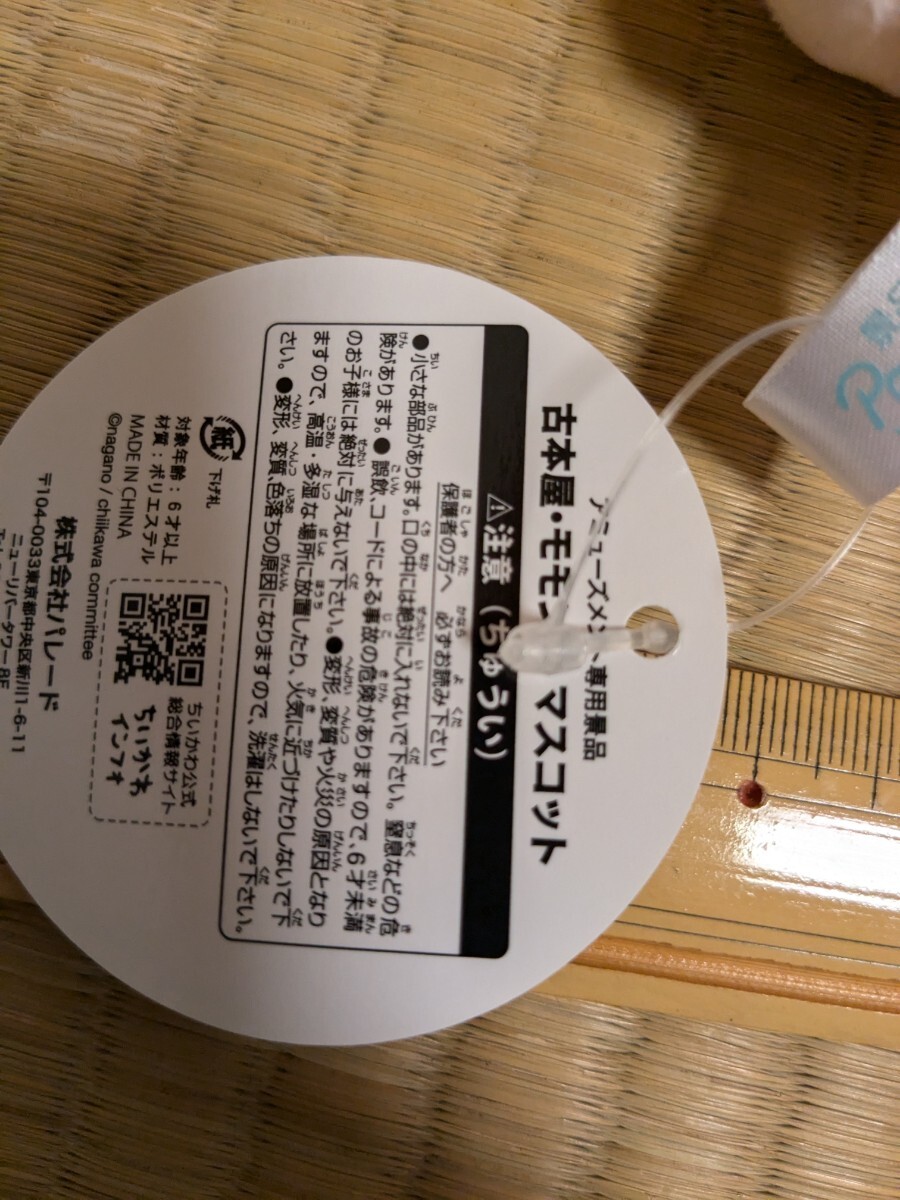 アミューズメント専用景品
古本屋・モモン マスコット
⚠注意(ちゅうい)
保護者の方へ 必ずお読み下さい
●小さな部品があります。口の中には絶対に入れないで下さい。窒息などの危
険があります。●誤飲、コードによる事故の危険がありますので、6才未満
のお子様には絶対に与えないで下さい。●変形、変質や火災の原因となり
ますので、高温・多湿な場所に放置したり、火気に近づけたりしないで下
さい。●変形、変質、色落ちの原因になりますので、洗濯はしないで下さい。
紙 下げ札
対象年齢:6才以上
材質:ポリエステル
MADE IN CHINA
©nagano / chiikawa committee
ちいかわ公式
総合情報サイト
ちいかわ
インフォ
株式会社パレード
〒104-0033東京都中央区新川1-6-11
ニューリバータワー8F